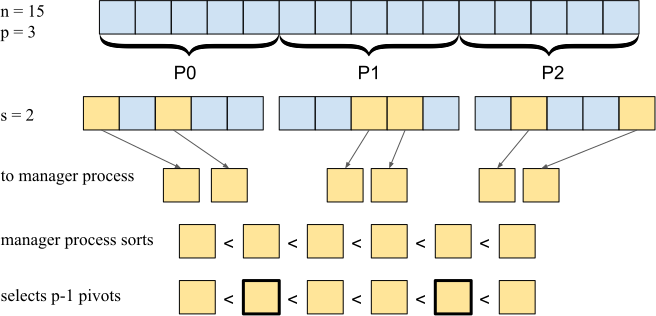 n = 15
p = 3
P0 P1 P2
s = 2
to manager process
manager process sorts < < < < <
selects p-1 pivots < < < < <